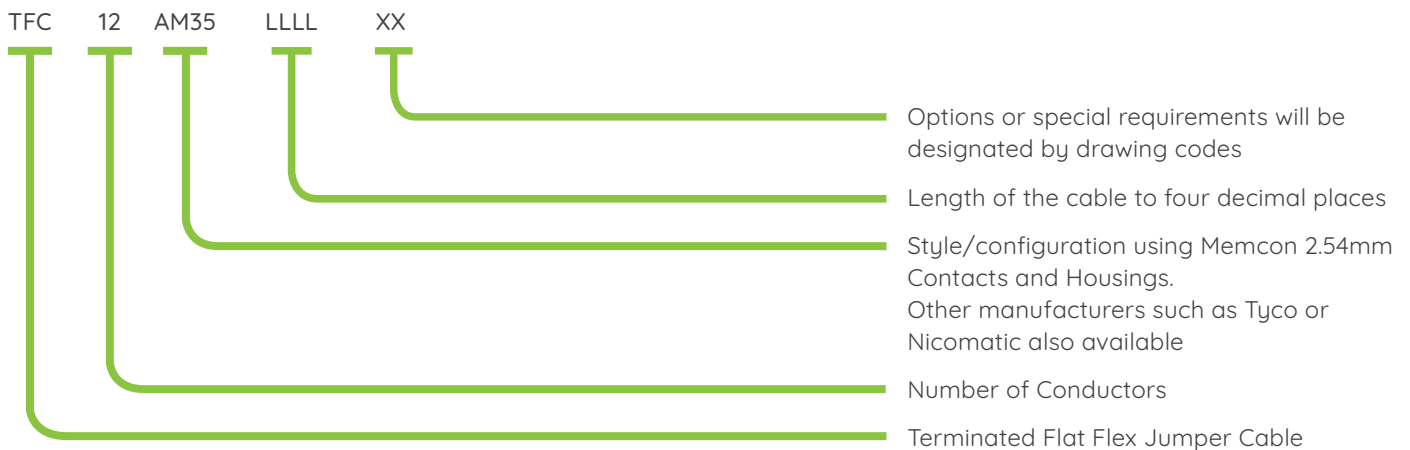 TFC 12 AM35 LLLL XX
Options or special requirements will be
designated by drawing codes
Length of the cable to four decimal places
Style/configuration using Memcon 2.54mm
Contacts and Housings.
Other manufacturers such as Tyco or
Nicomatic also available
Number of Conductors
Terminated Flat Flex Jumper Cable